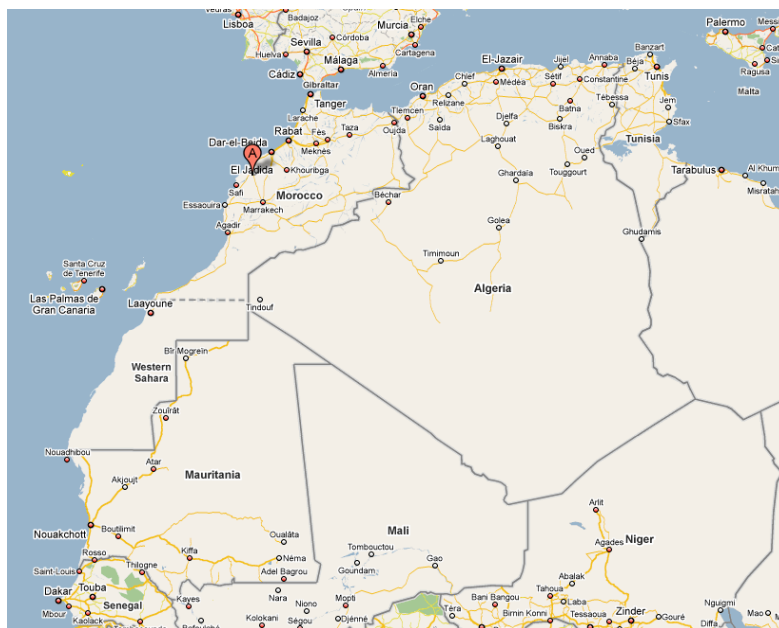 Lisboa
Badajoz
Córdoba
Murcia
Elche
Huelva
Sevilla
Cartagena
Málaga
Almería
Cádiz
Gibraltar
Tanger
Larache
Oran
Chlef
El-Jazair
Jijel
Annaba
Banzart
Béja
Tunis
Palermo
Ragusa
Malta
Médéa
Sétif
Constantine
Relizane
Tlemcen
Saïda
Djelfa
Batna
Tébessa
Jem
Sfax
Biskra
Laghouat
Oujda
Taza
Fès
Rabat
Meknès
Dar-el-Beida
A
El Jadida
Khouribga
Safi
Morocco
Essaouira
Marrakech
Agadir
Béchar
Ghardaïa
Oued
Touggourt
Tunisia
Tarabulus
Al Khum
Misratah
Golea
Ghudamis
Timimoun
Algeria
Santa Cruz
de Tenerife
Las Palmas de
Gran Canaria
Laayoune
Tindouf
Western
Sahara
Bîr Mogreïn
Zouîrât
Nouadhibou
Atar
Akjoujt
Mauritania
Nouakchott
Boutilimit
Oualâta
Kiffa
Néma
Adel Bagrou
Rosso
Saint-Louis
Thilogne
Dakar
Touba
Mbour
Senegal
Kaolack
Kayes
Nara
Kolokani
Niono
Ségou
Mali
Tombouctou
Goundam
Gao
Mopti
Djénné
Téra
Arlit
Niger
Agades
Abalak
Tahoua
Laba
Bani Bangou
Birnin Konni
Tessaoua
Zinder
Gouré
Nguigmi
Diffa
Mao